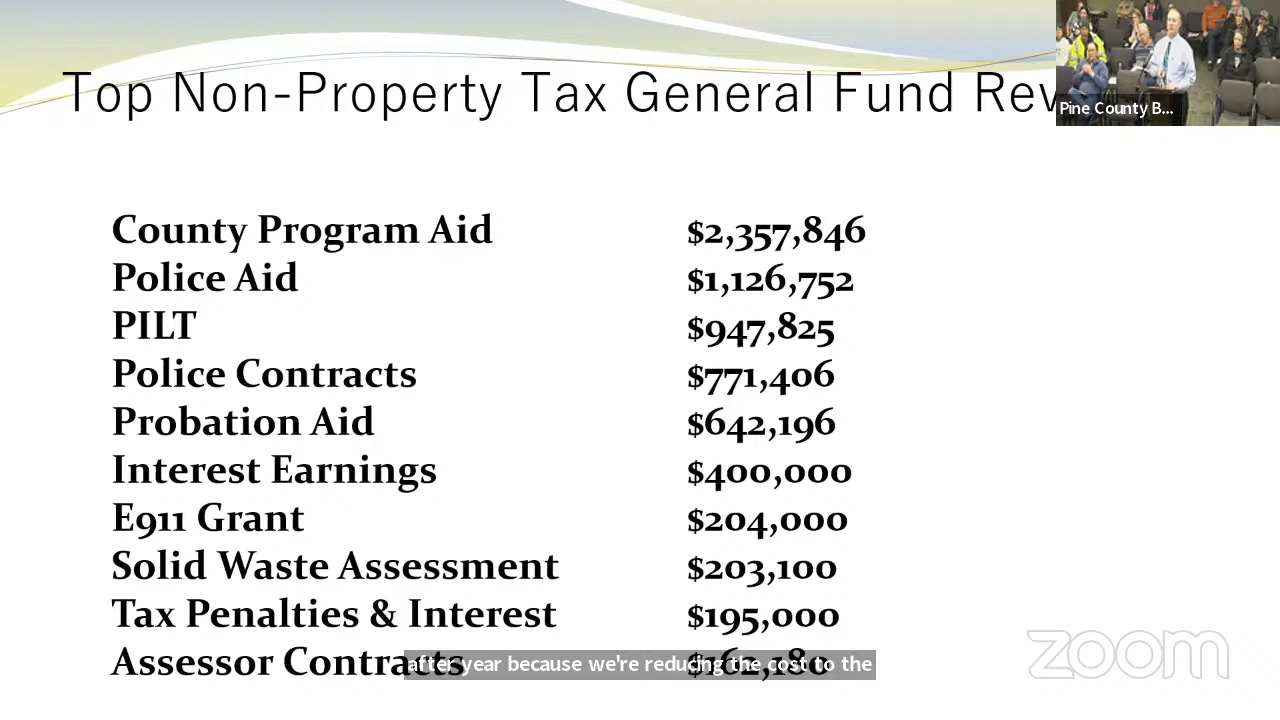 Top Non-Property Tax General Fund Rev
Pine County B...
County Program Aid $2,357,846
Police Aid $1,126,752
PILT $947,825
Police Contracts $771,406
Probation Aid $642,196
Interest Earnings $400,000
E911 Grant $204,000
Solid Waste Assessment $203,100
Tax Penalties & Interest $195,000
Assessor Contracts $162,180
after year because we're reducing the cost to the
zoom